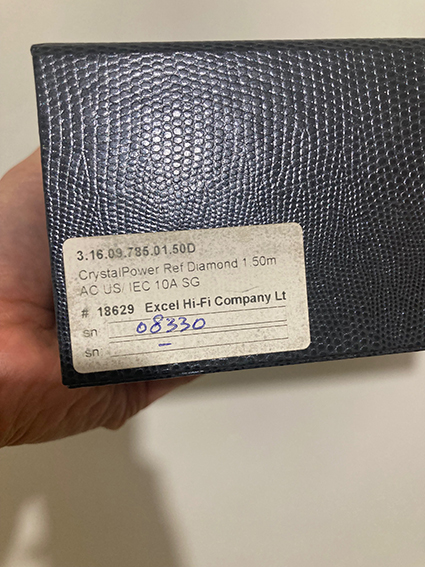 3.16.09.785.01.50D
CrystalPower Ref Diamond 1.50m
AC US/ IEC 10A SG
# 18629 Excel Hi-Fi Company Lt
sn 08330
sn –